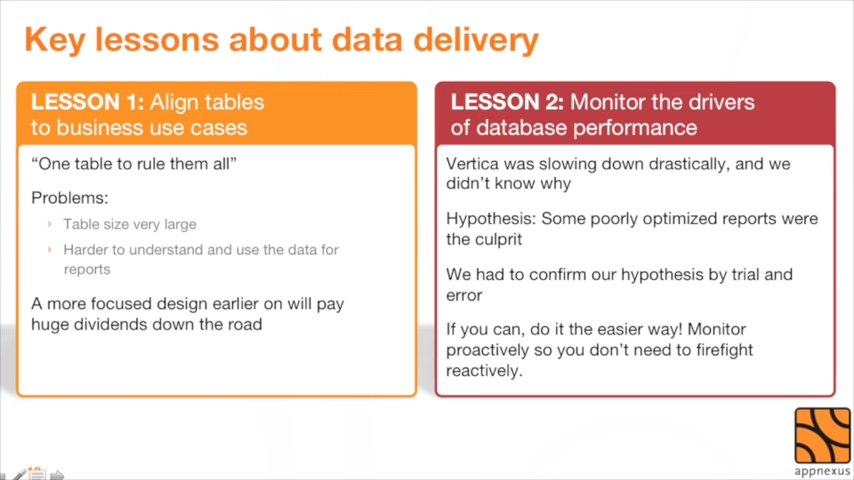 Key lessons about data delivery
LESSON 1: Align tables
to business use cases
“One table to rule them all”
Problems:
› Table size very large
› Harder to understand and use the data for
reports
A more focused design earlier on will pay
huge dividends down the road
LESSON 2: Monitor the drivers
of database performance
Vertica was slowing down drastically, and we
didn’t know why
Hypothesis: Some poorly optimized reports were
the culprit
We had to confirm our hypothesis by trial and
error
If you can, do it the easier way! Monitor
proactively so you don’t need to firefight
reactively.
appnexus